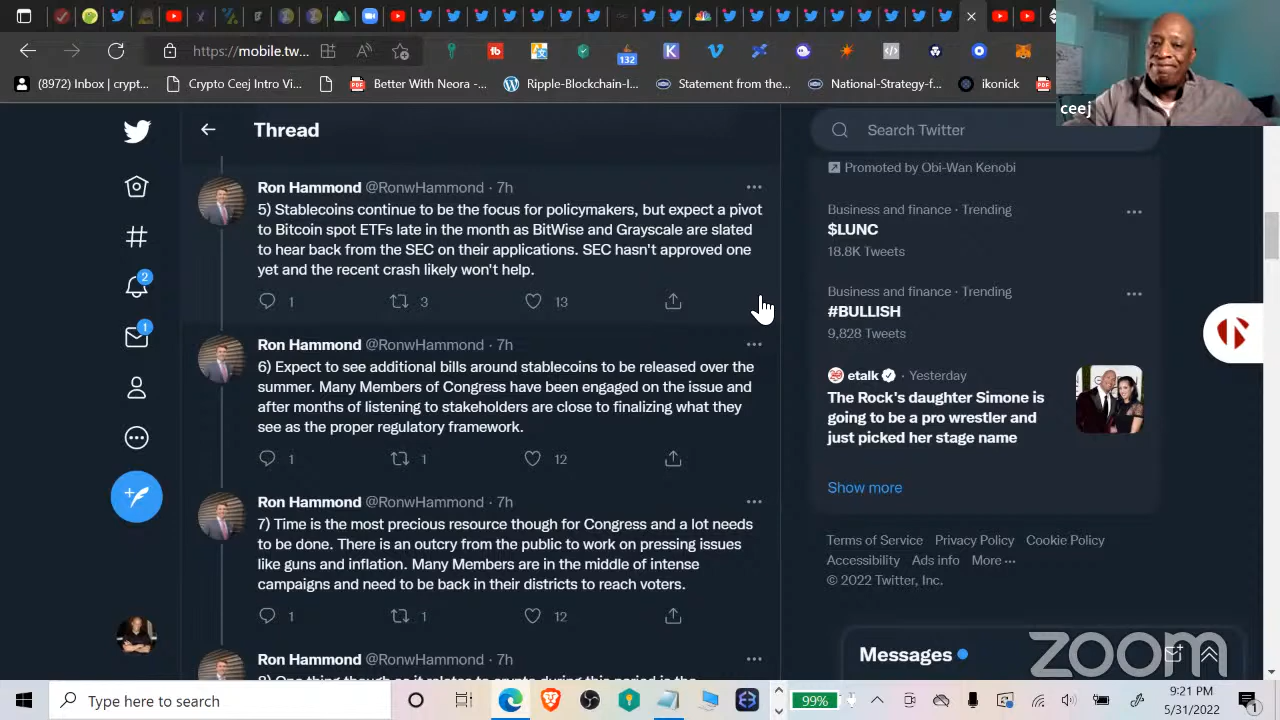 https://mobile.tw...
132
ceej
(8972) Inbox | crypt...
Crypto Ceej Intro Vi...
PDF
Better With Neora -...
Ripple-Blockchain-I...
Statement from the...
National-Strategy-f...
ikonick
PDF
Thread
Search Twitter
Promoted by Obi-Wan Kenobi
Ron Hammond @RonwHammond · 7h
5) Stablecoins continue to be the focus for policymakers, but expect a pivot
to Bitcoin spot ETFs late in the month as BitWise and Grayscale are slated
to hear back from the SEC on their applications. SEC hasn't approved one
yet and the recent crash likely won't help.
1
3
13
Ron Hammond @RonwHammond · 7h
6) Expect to see additional bills around stablecoins to be released over the
summer. Many Members of Congress have been engaged on the issue and
after months of listening to stakeholders are close to finalizing what they
see as the proper regulatory framework.
1
1
12
Ron Hammond @RonwHammond · 7h
7) Time is the most precious resource though for Congress and a lot needs
to be done. There is an outcry from the public to work on pressing issues
like guns and inflation. Many Members are in the middle of intense
campaigns and need to be back in their districts to reach voters.
1
1
12
Ron Hammond @RonwHammond · 7h
2
1
Business and finance · Trending
$LUNC
18.8K Tweets
Business and finance · Trending
#BULLISH
9,828 Tweets
etalk · Yesterday
The Rock's daughter Simone is
going to be a pro wrestler and
just picked her stage name
Show more
Terms of Service Privacy Policy Cookie Policy
Accessibility Ads info More ···
© 2022 Twitter, Inc.
Messages
zoom
Type here to search
99%
9:21 PM
5/31/2022
1